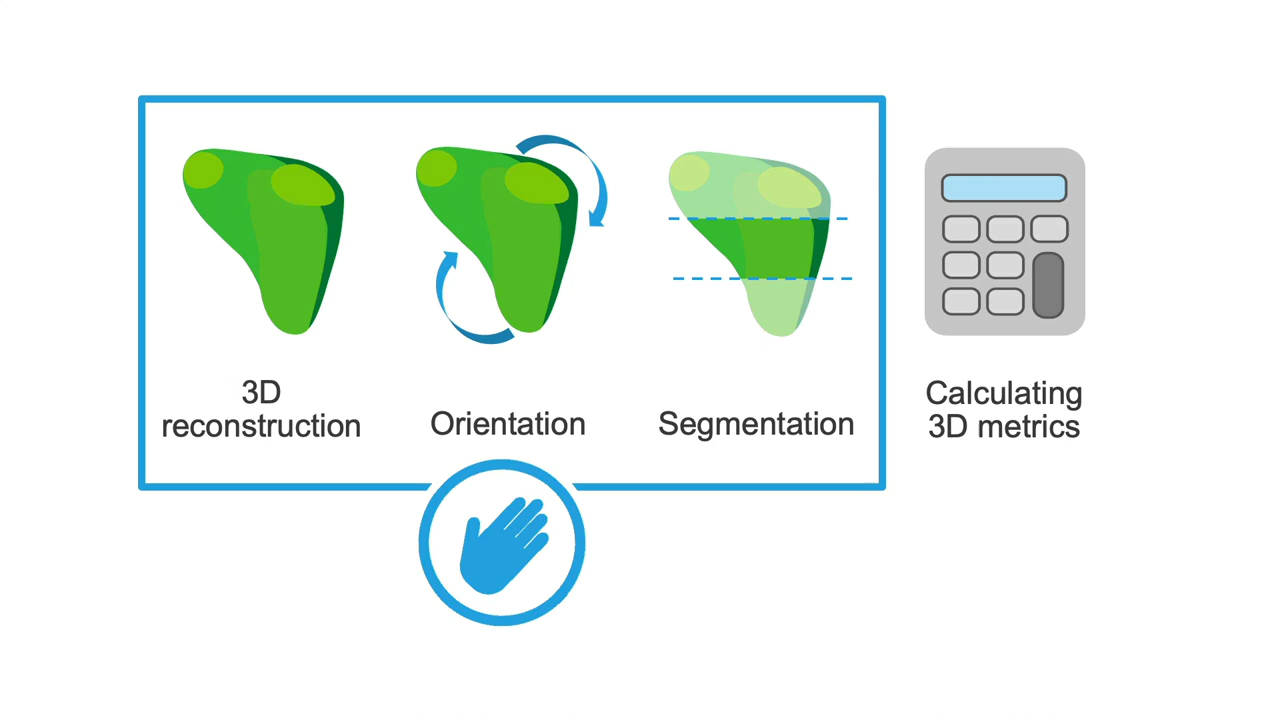 3D
reconstruction
Orientation
Segmentation
Calculating
3D metrics